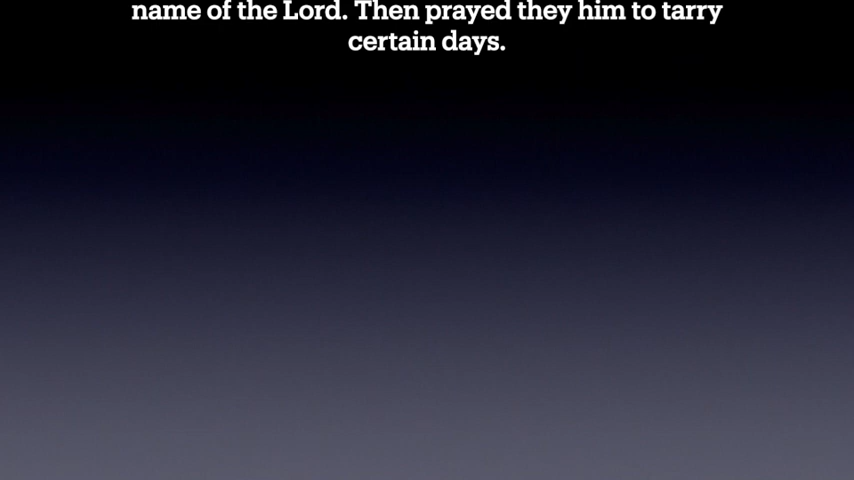 name of the Lord. Then prayed they him to tarry
certain days.